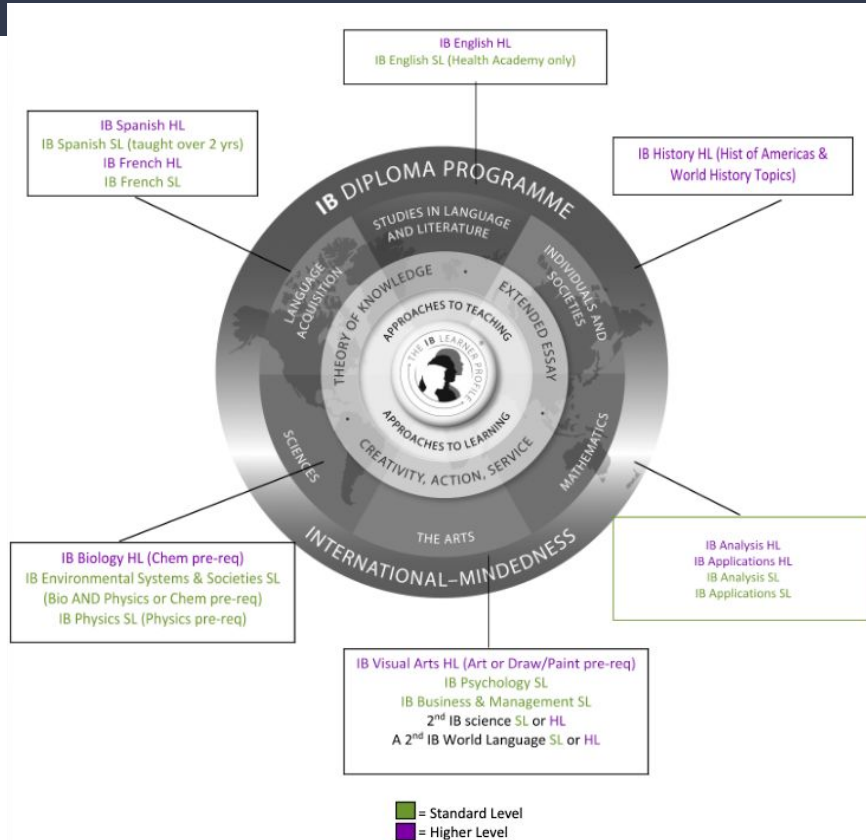 IB English HL
IB English SL (Health Academy only)
IB Spanish HL
IB Spanish SL (taught over 2 yrs)
IB French HL
IB French SL
IB History HL (Hist of Americas &
World History Topics)
IB DIPLOMA PROGRAMME
STUDIES IN LANGUAGE
AND LITERATURE
LANGUAGE
ACQUISITION
INDIVIDUALS AND
SOCIETIES
THEORY OF KNOWLEDGE
EXTENDED ESSAY
APPROACHES TO TEACHING
THE IB LEARNER PROFILE
APPROACHES TO LEARNING
CREATIVITY, ACTION, SERVICE
SCIENCES
MATHEMATICS
THE ARTS
INTERNATIONAL–MINDEDNESS
IB Biology HL (Chem pre-req)
IB Environmental Systems & Societies SL
(Bio AND Physics or Chem pre-req)
IB Physics SL (Physics pre-req)
IB Analysis HL
IB Applications HL
IB Analysis SL
IB Applications SL
IB Visual Arts HL (Art or Draw/Paint pre-req)
IB Psychology SL
IB Business & Management SL
2nd IB science SL or HL
A 2nd IB World Language SL or HL
= Standard Level
= Higher Level